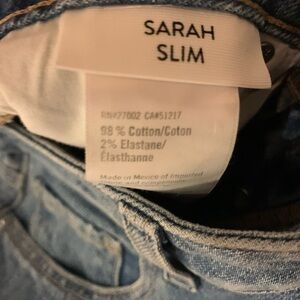 SARAH
SLIM
RN#27002 CA#51217
98 % Cotton/Coton
2% Elastane/
Élasthanne
Made in Mexico of imported